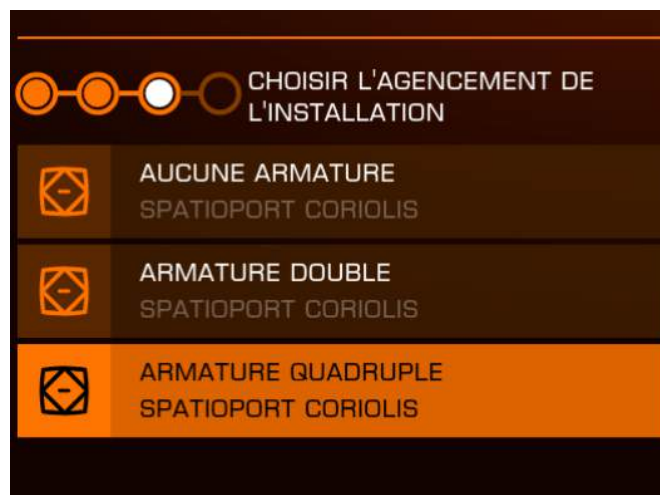 CHOISIR L'AGENCEMENT DE
L'INSTALLATION
AUCUNE ARMATURE
SPATIOPORT CORIOLIS
ARMATURE DOUBLE
SPATIOPORT CORIOLIS
ARMATURE QUADRUPLE
SPATIOPORT CORIOLIS